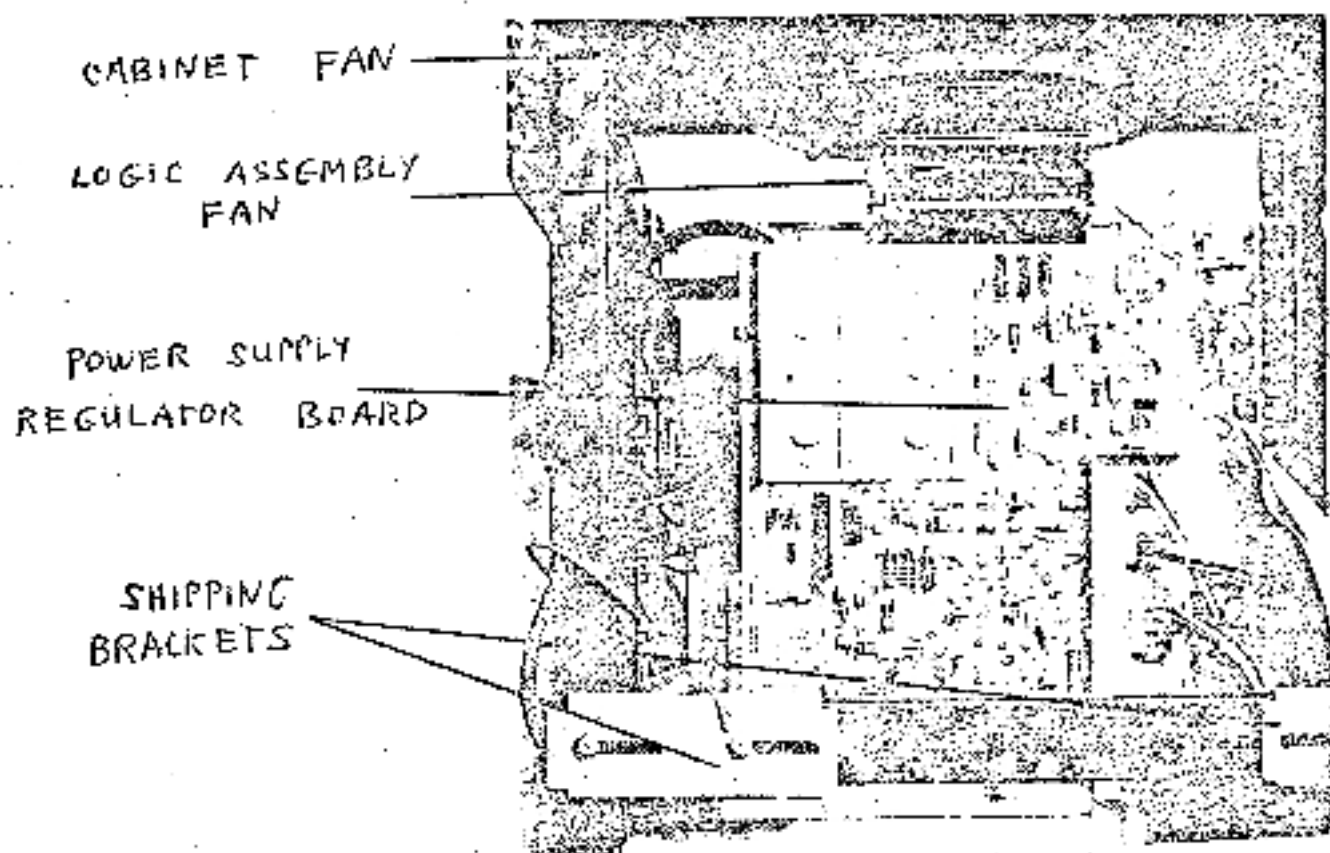 CABINET FAN
LOGIC ASSEMBLY
FAN
POWER SUPPLY
REGULATOR BOARD
SHIPPING
BRACKETS